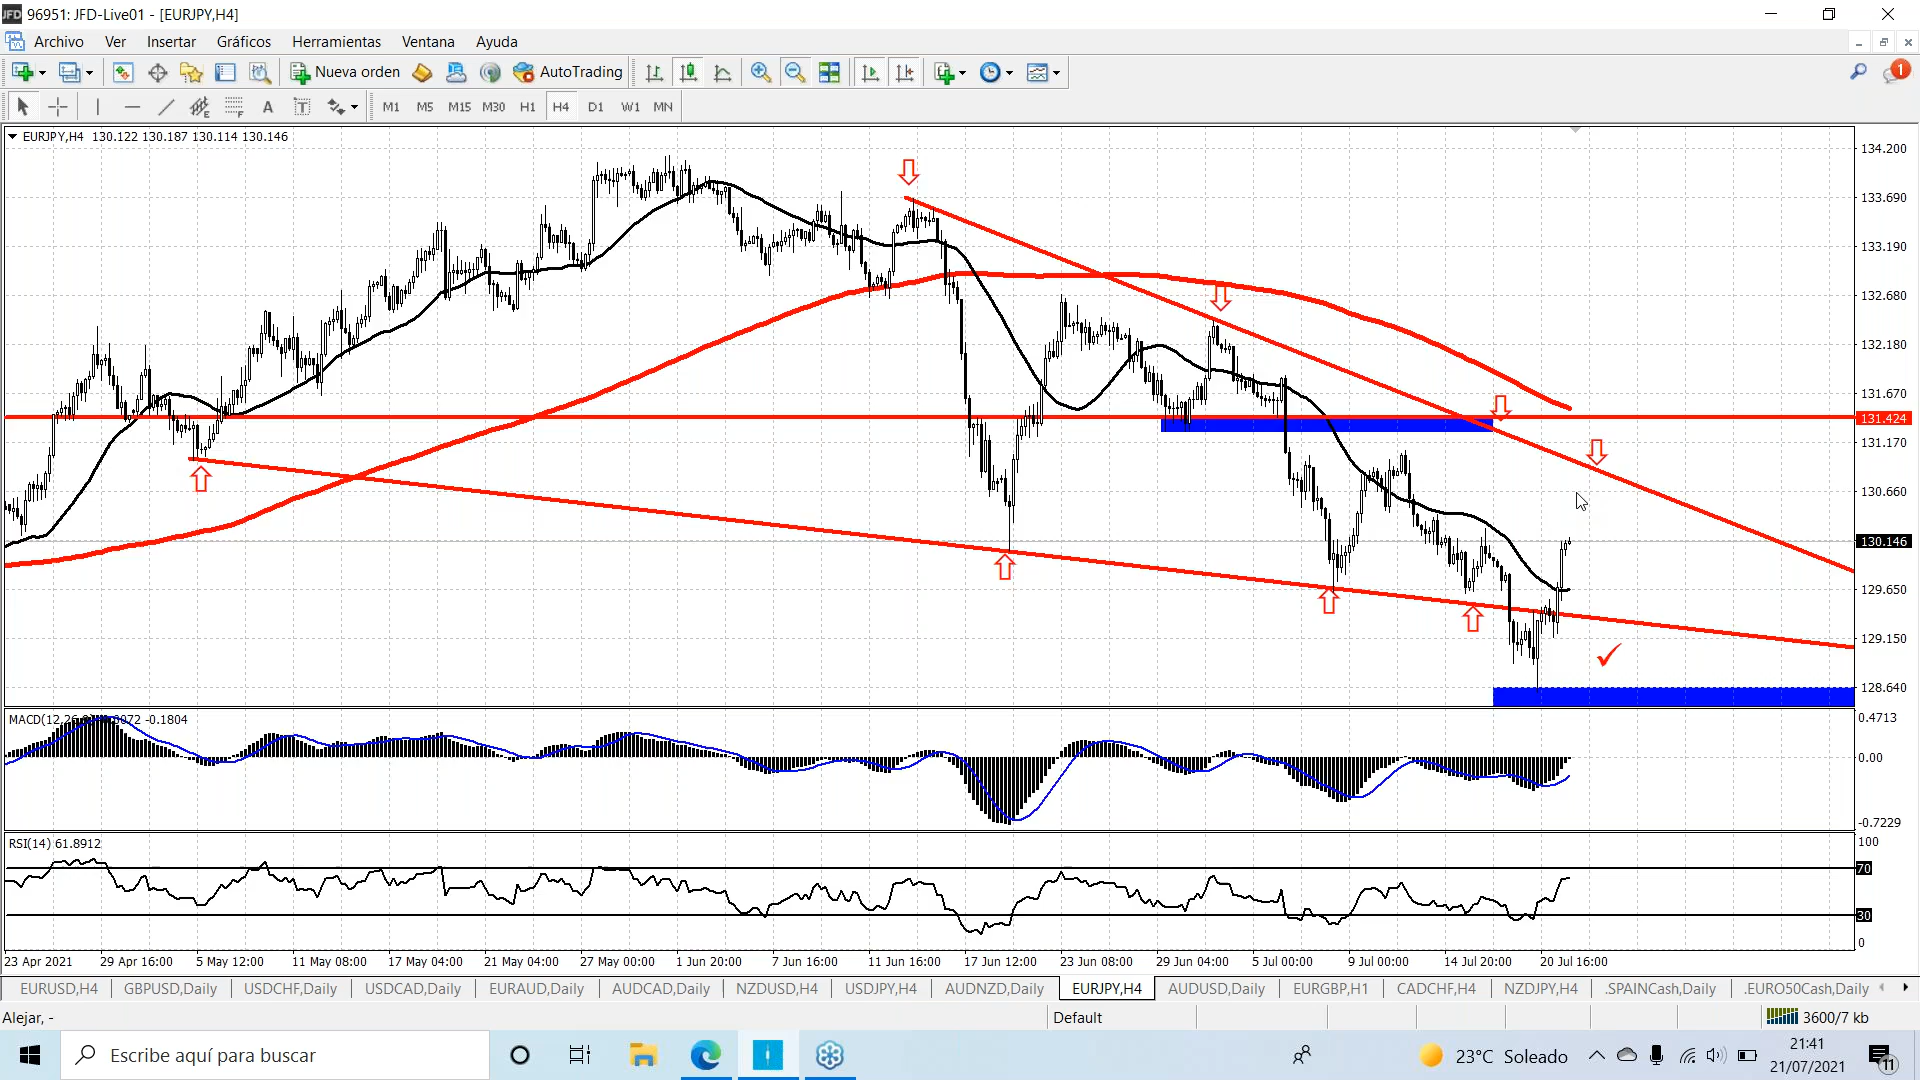 96951: JFD-Live01 - [EURJPY,H4]
Archivo Ver Insertar Gráficos Herramientas Ventana Ayuda
Nueva orden AutoTrading 1
A T M1 M5 M15 M30 H1 H4 D1 W1 MN
EURJPY,H4 130.122 130.187 130.114 130.146
134.200
133.690
133.190
132.680
132.180
131.670
131.424
131.170
130.660
130.146
129.650
129.150
128.640
-0.1804
0.4713
0.00
-0.7229
RSI(14) 61.8912
100
70
30
0
23 Apr 2021 29 Apr 16:00 5 May 12:00 11 May 08:00 17 May 04:00 21 May 04:00 27 May 00:00 1 Jun 20:00 7 Jun 16:00 11 Jun 16:00 17 Jun 12:00 23 Jun 08:00 29 Jun 04:00 5 Jul 00:00 9 Jul 00:00 14 Jul 20:00 20 Jul 16:00
EURUSD,H4 GBPUSD,Daily USDCHF,Daily USDCAD,Daily EURAUD,Daily AUDCAD,Daily NZDUSD,H4 USDJPY,H4 AUDNZD,Daily EURJPY,H4 AUDUSD,Daily EURGBP,H1 CADCHF,H4 NZDJPY,H4 .SPAINCash,Daily .EURO50Cash,Daily
Alejar, - Default 3600/7 kb
Escribe aquí para buscar 23°C Soleado 21:41
21/07/2021 11